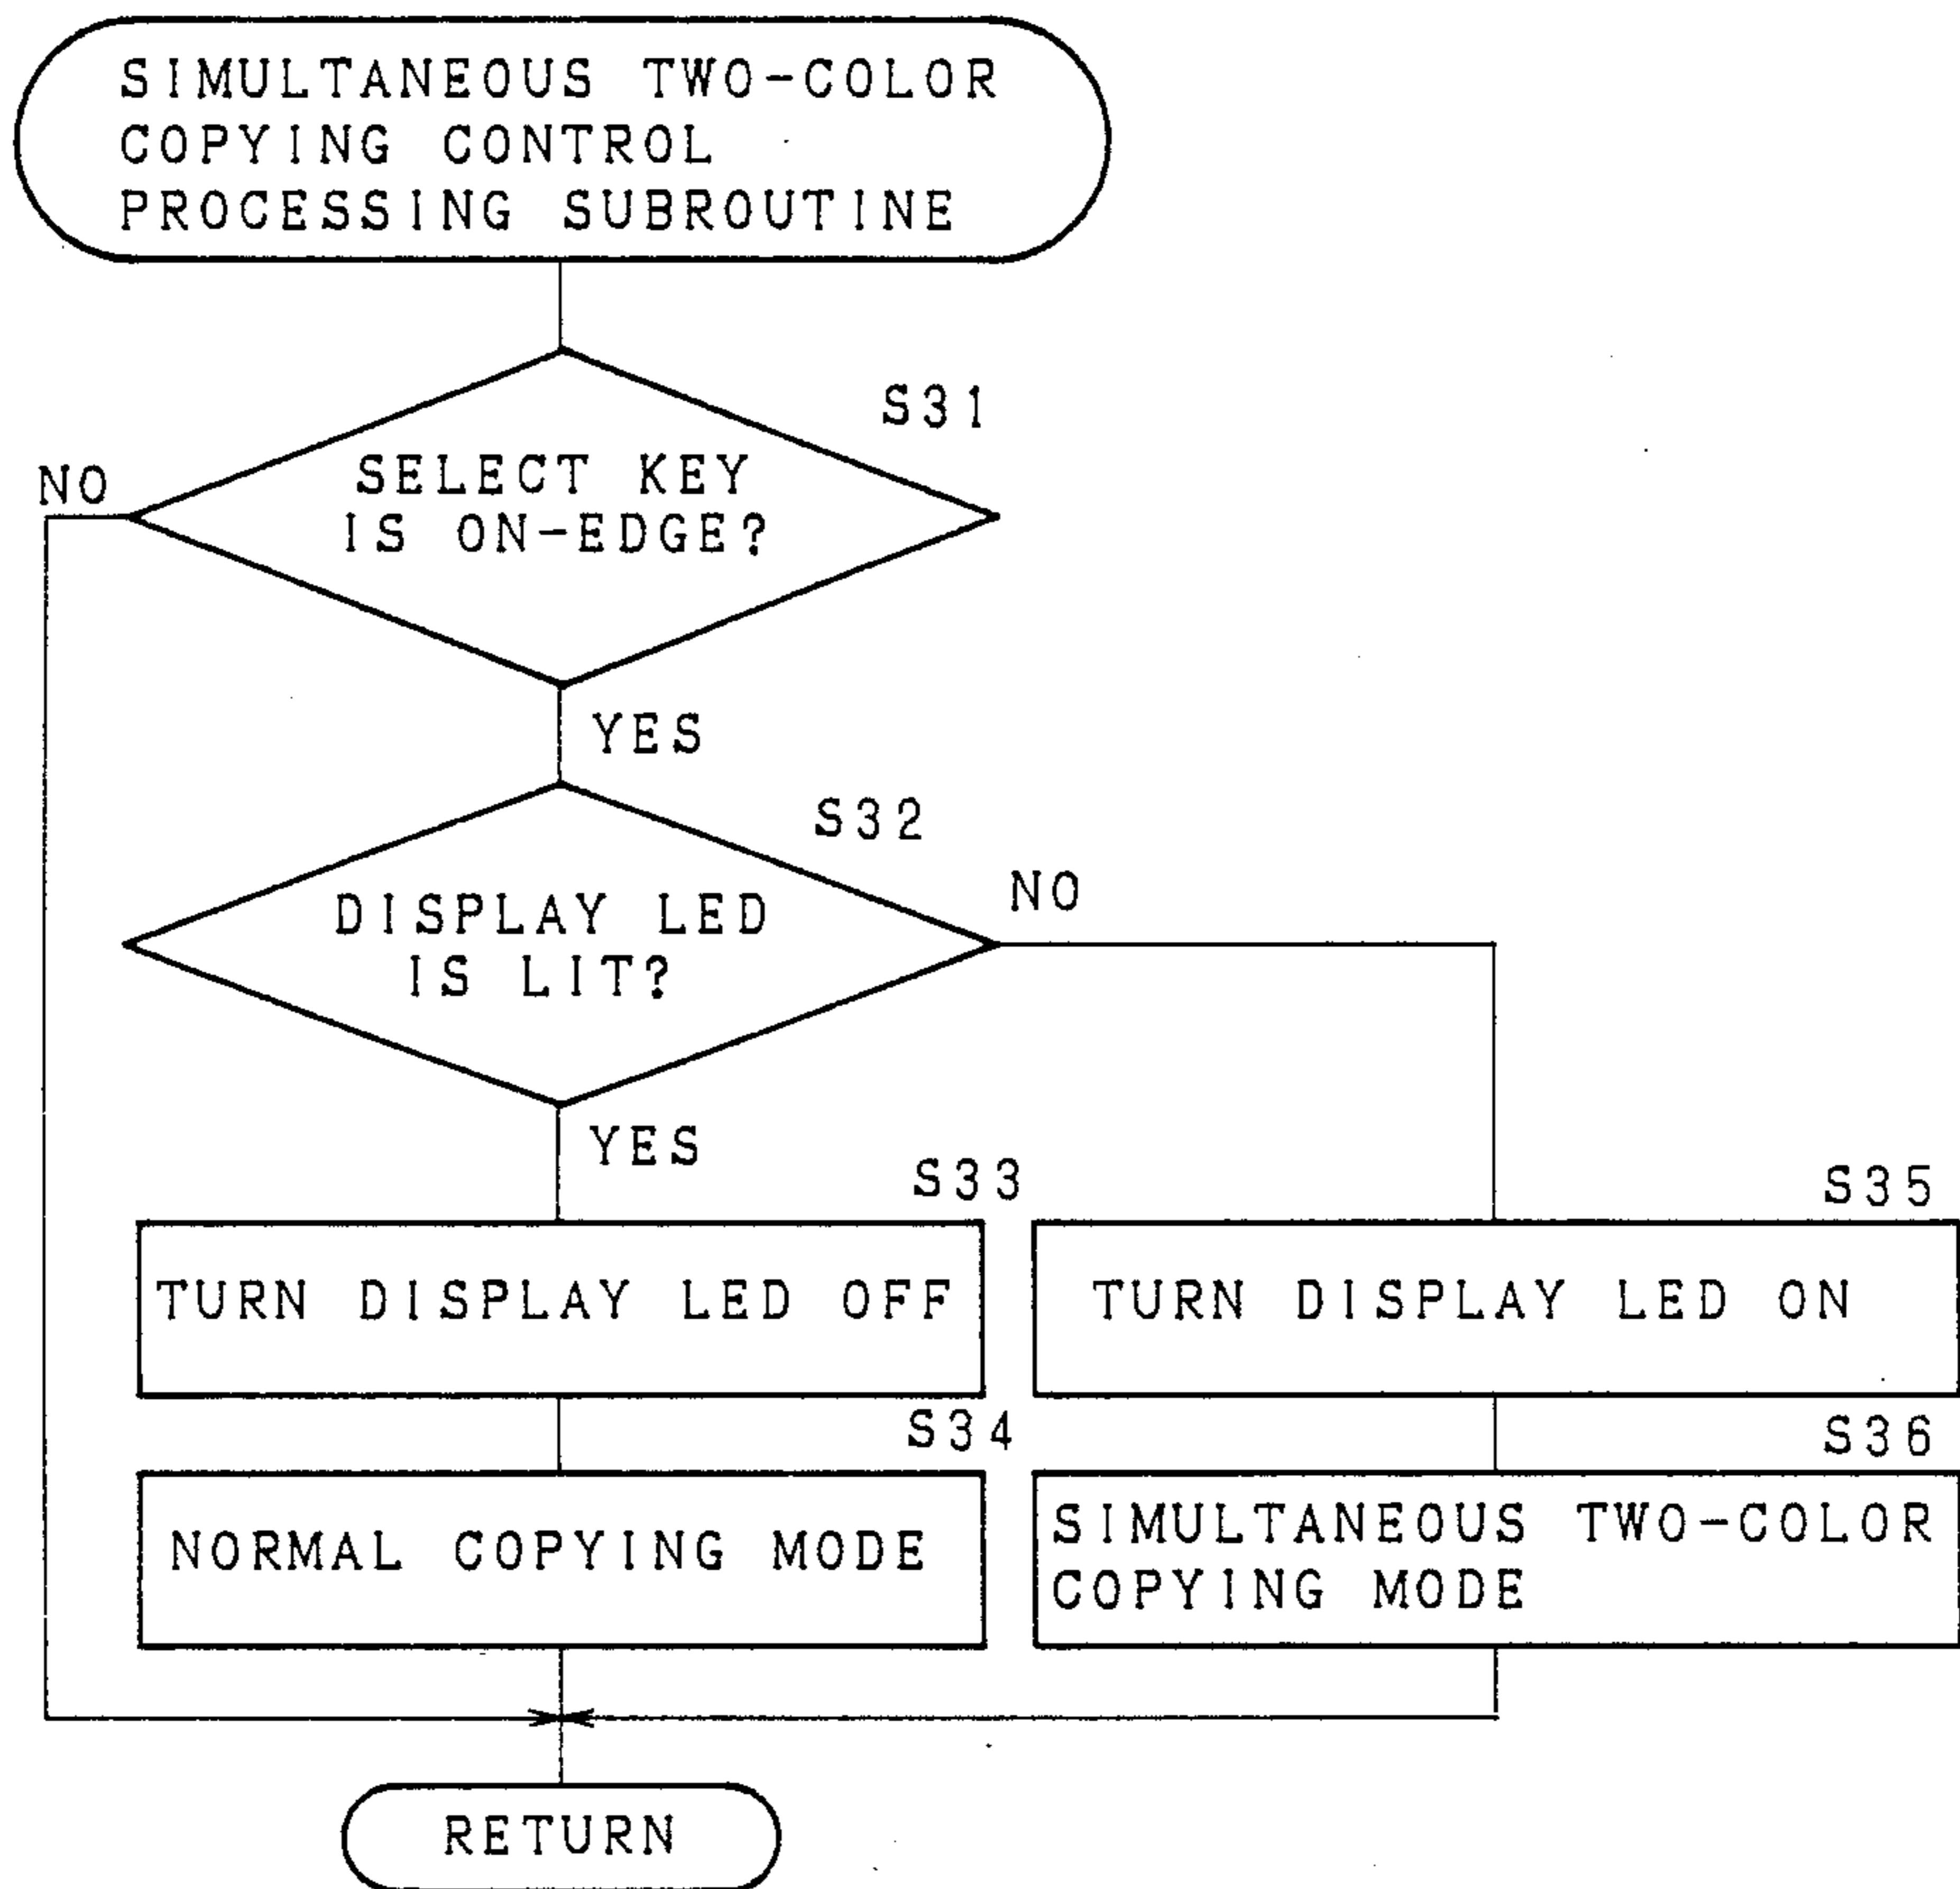 SIMULTANEOUS TWO-COLOR
COPYING CONTROL
PROCESSING SUBROUTINE
S31
NO
SELECT KEY
IS ON-EDGE?
YES
S32
NO
DISPLAY LED
IS LIT?
YES
S33
S35
TURN DISPLAY LED OFF
TURN DISPLAY LED ON
S34
S36
NORMAL COPYING MODE
SIMULTANEOUS TWO-COLOR
COPYING MODE
RETURN